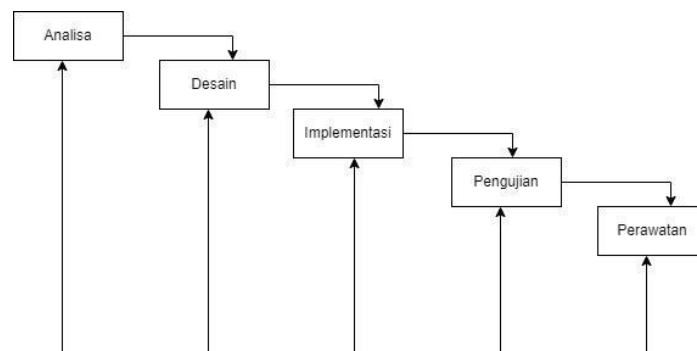 Analisa
Desain
Implementasi
Pengujian
Perawatan